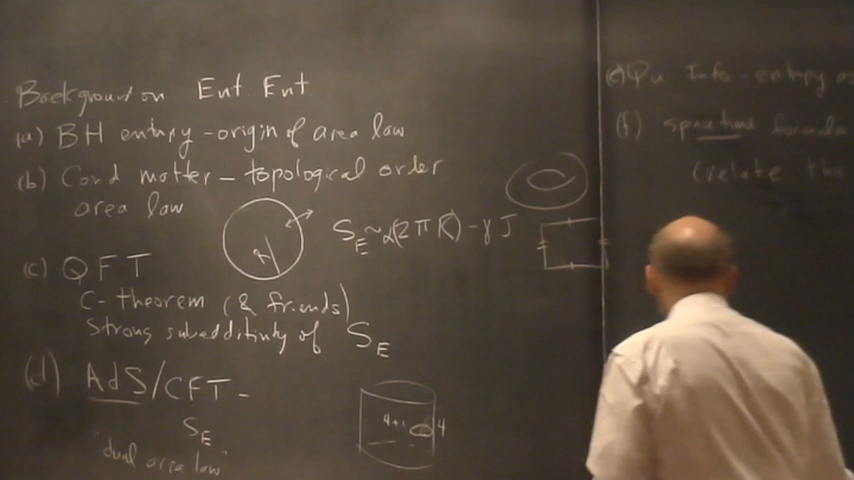 Background on Ent Ent
(a) BH entropy - origin of area law
(b) Cond matter - topological order
area law
R
S_E ~ α(2πR) - γ
(c) QFT
C-theorem (& friends)
Strong subadditivity of S_E
(d) AdS/CFT -
S_E
"dual area law"
4+1 4
(e) Qu Info - entropy as
(f) spacetime
(relate the